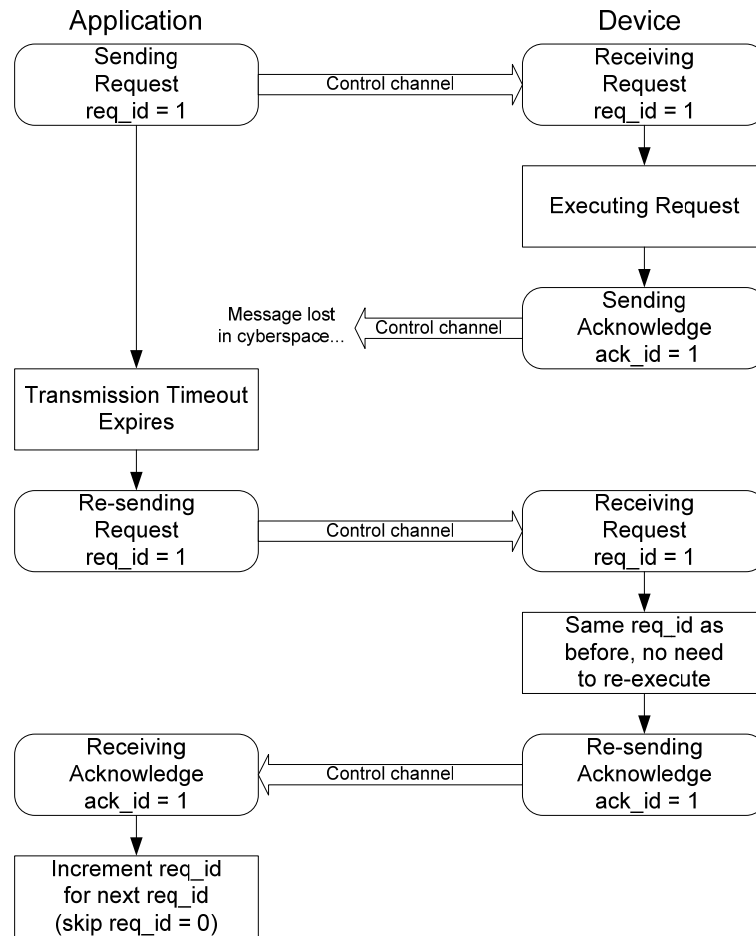 Application
Device
Sending
Request
req_id = 1
Control channel
Receiving
Request
req_id = 1
Executing Request
Message lost
in cyberspace...
Control channel
Sending
Acknowledge
ack_id = 1
Transmission Timeout
Expires
Re-sending
Request
req_id = 1
Control channel
Receiving
Request
req_id = 1
Same req_id as
before, no need
to re-execute
Receiving
Acknowledge
ack_id = 1
Control channel
Re-sending
Acknowledge
ack_id = 1
Increment req_id
for next req_id
(skip req_id = 0)